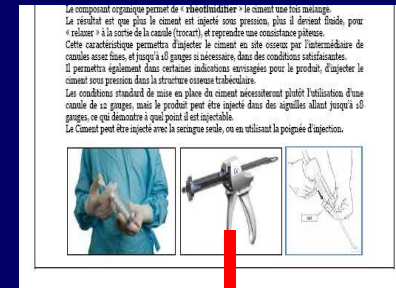 Le composant organique permet de « rhéofluidifier » le ciment une fois mélangé.
Le résultat est que plus le ciment est injecté sous pression, plus il devient fluide, pour
« relaxer » à la sortie de la canule (trocart), et reprendre une consistance pâteuse.
Cette caractéristique permettra d'injecter le ciment en site osseux par l'intermédiaire de
canules assez fines, et jusqu'à 18 gauges si nécessaire, dans des conditions satisfaisantes.
Il permettra également dans certaines indications envisagées pour le produit, d'injecter le
ciment sous pression dans la structure osseuse trabéculaire.
Les conditions standard de mise en place du ciment nécessiteront plutôt l'utilisation d'une
canule de 12 gauges, mais le produit peut être injecté dans des aiguilles allant jusqu'à 18
gauges, ce qui démontre à quel point il est injectable.
Le Ciment peut être injecté avec la seringue seule, ou en utilisant la poignée d'injection.